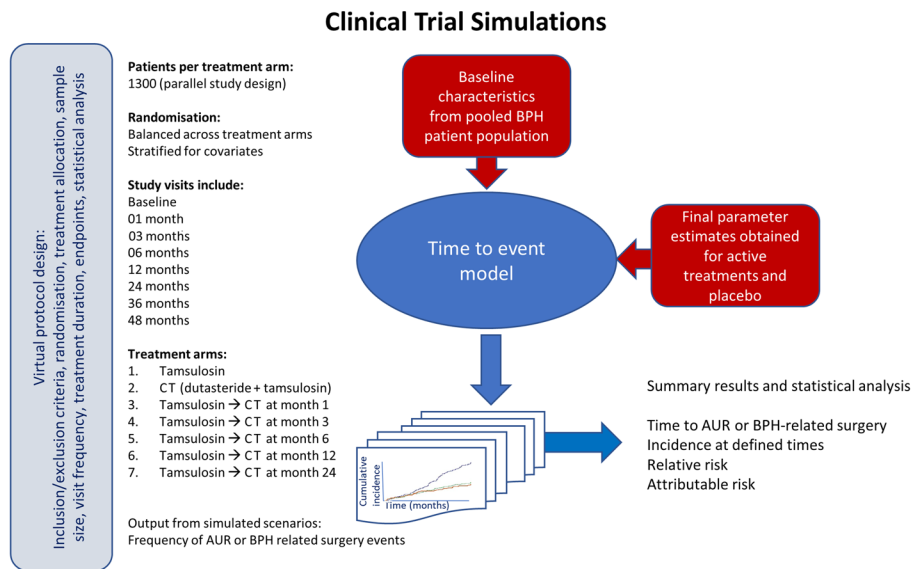 Clinical Trial Simulations
Virtual protocol design:
Inclusion/exclusion criteria, randomisation, treatment allocation, sample
size, visit frequency, treatment duration, endpoints, statistical analysis
Patients per treatment arm:
1300 (parallel study design)
Randomisation:
Balanced across treatment arms
Stratified for covariates
Study visits include:
Baseline
01 month
03 months
06 months
12 months
24 months
36 months
48 months
Treatment arms:
1. Tamsulosin
2. CT (dutasteride + tamsulosin)
3. Tamsulosin → CT at month 1
4. Tamsulosin → CT at month 3
5. Tamsulosin → CT at month 6
6. Tamsulosin → CT at month 12
7. Tamsulosin → CT at month 24
Output from simulated scenarios:
Frequency of AUR or BPH related surgery events
Baseline
characteristics
from pooled BPH
patient population
Time to event
model
Final parameter
estimates obtained
for active
treatments and
placebo
Cumulative
incidence
Time (months)
Summary results and statistical analysis
Time to AUR or BPH-related surgery
Incidence at defined times
Relative risk
Attributable risk